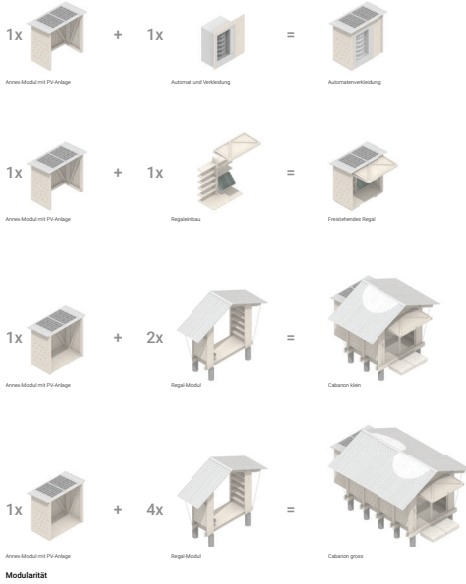 1x + 1x =
Annex-Modul mit PV-Anlage Automat und Verkleidung Automatenverkleidung
1x + 1x =
Annex-Modul mit PV-Anlage Regaleinbau Freistehendes Regal
1x + 2x =
Annex-Modul mit PV-Anlage Regal-Modul Cabanon klein
1x + 4x =
Annex-Modul mit PV-Anlage Regal-Modul Cabanon gross
Modularität